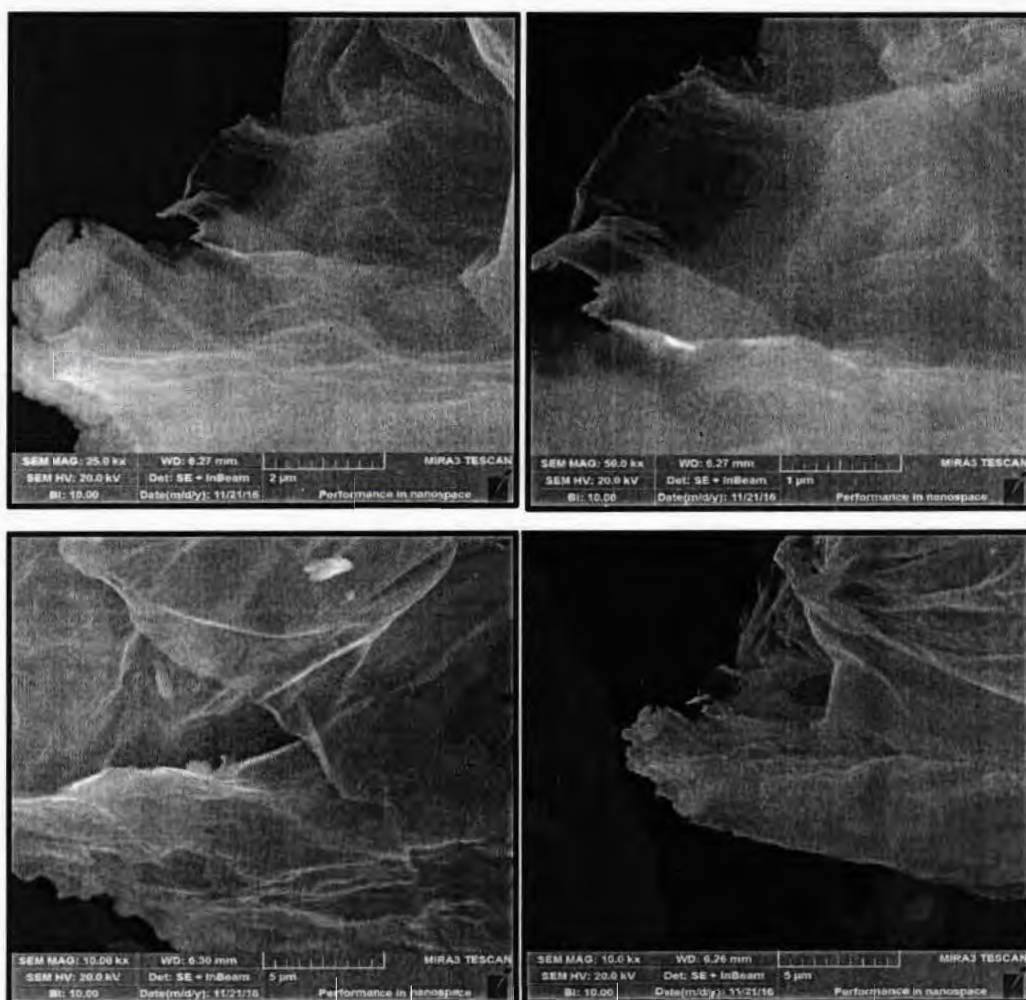 SEM MAG: 25.0 kx WD: 6.27 mm MIRA3 TESCAN
SEM HV: 20.0 kV Det: SE + InBeam 2 µm
BI: 10.00 Date(m/d/y): 11/21/16 Performance in nanospace
SEM MAG: 50.0 kx WD: 6.27 mm MIRA3 TESCAN
SEM HV: 20.0 kV Det: SE + InBeam 1 µm
BI: 10.00 Date(m/d/y): 11/21/16 Performance in nanospace
SEM MAG: 10.00 kx WD: 6.30 mm MIRA3 TESCAN
SEM HV: 20.0 kV Det: SE + InBeam 5 µm
BI: 10.00 Date(m/d/y): 11/21/16 Performance in nanospace
SEM MAG: 10.0 kx WD: 6.26 mm MIRA3 TESCAN
SEM HV: 20.0 kV Det: SE + InBeam 5 µm
BI: 10.00 Date(m/d/y): 11/21/16 Performance in nanospace